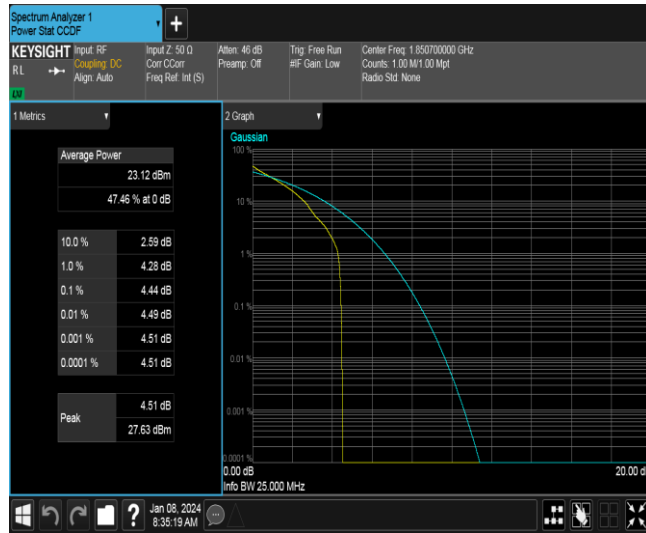 Spectrum Analyzer 1
Power Stat CCDF
+
KEYSIGHT
RL
LXI
Input: RF
Coupling: DC
Align: Auto
Input Z: 50 Ω
Corr CCorr
Freq Ref: Int (S)
Atten: 46 dB
Preamp: Off
Trig: Free Run
#IF Gain: Low
Center Freq: 1.850700000 GHz
Counts: 1.00 M/1.00 Mpt
Radio Std: None
1 Metrics
Average Power
23.12 dBm
47.46 % at 0 dB
10.0 % 2.59 dB
1.0 % 4.28 dB
0.1 % 4.44 dB
0.01 % 4.49 dB
0.001 % 4.51 dB
0.0001 % 4.51 dB
Peak
4.51 dB
27.63 dBm
2 Graph
Gaussian
100 %
10 %
1 %
0.1 %
0.01 %
0.001 %
0.0001 %
0.00 dB
20.00 d
Info BW 25.000 MHz
?
Jan 08, 2024
8:35:19 AM